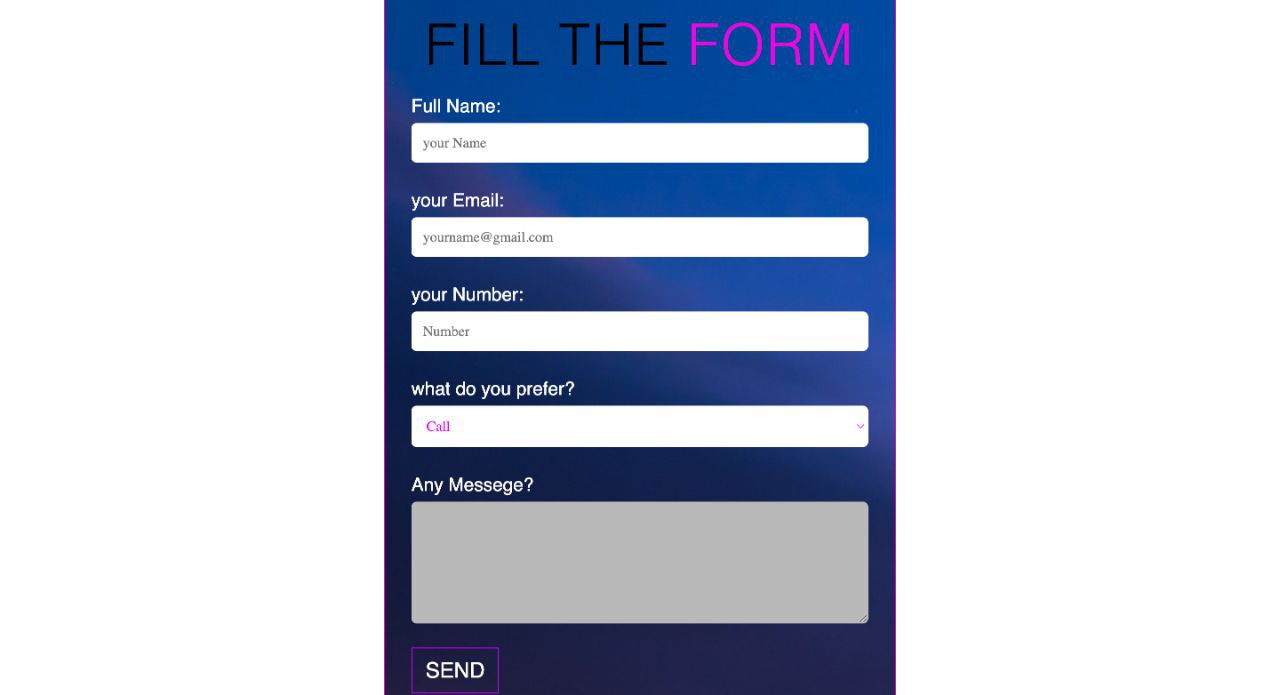 FILL THE FORM
Full Name:
your Name
your Email:
yourname@gmail.com
your Number:
Number
what do you prefer?
Call
Any Messege?
SEND